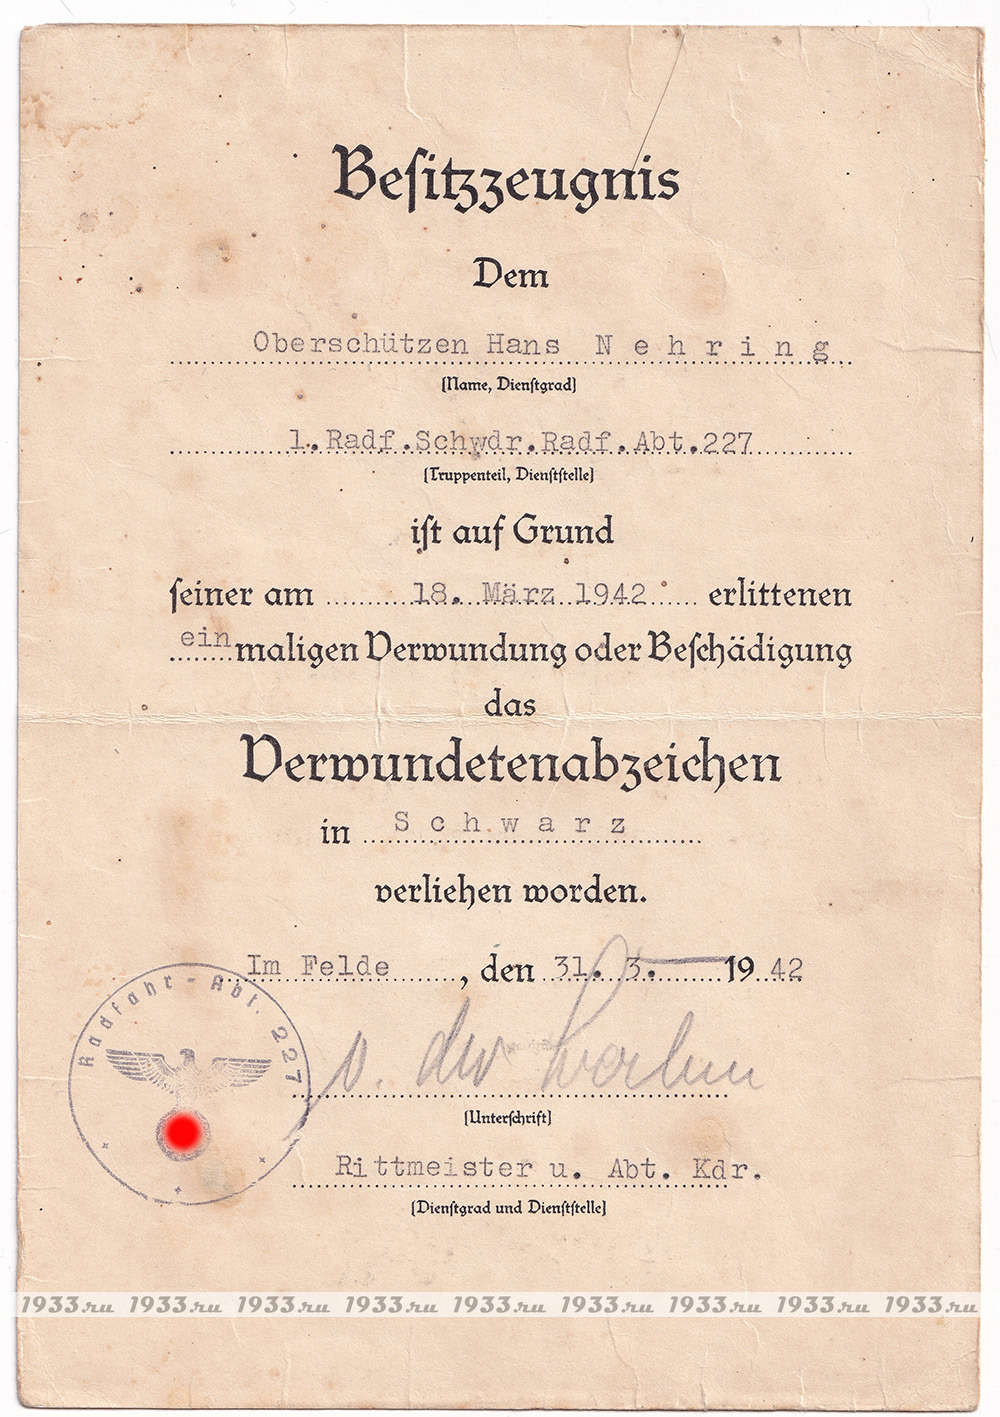 Besitzzeugnis
Dem
Oberschützen Hans Nehring
(Name, Dienstgrad)
1.Radf.Schwdr.Radf.Abt.227
(Truppenteil, Dienststelle)
ist auf Grund
seiner am 18. März 1942 erlittenen
einmaligen Verwundung oder Beschädigung
das
Verwundetenabzeichen
in Schwarz
verliehen worden.
Im Felde, den 31. 3. 1942
Radfahr-Abt. 227
v. der
(Unterschrift)
Rittmeister u. Abt. Kdr.
(Dienstgrad und Dienststelle)
1933.ru 1933.ru 1933.ru 1933.ru 1933.ru 1933.ru 1933.ru 1933.ru 1933.ru